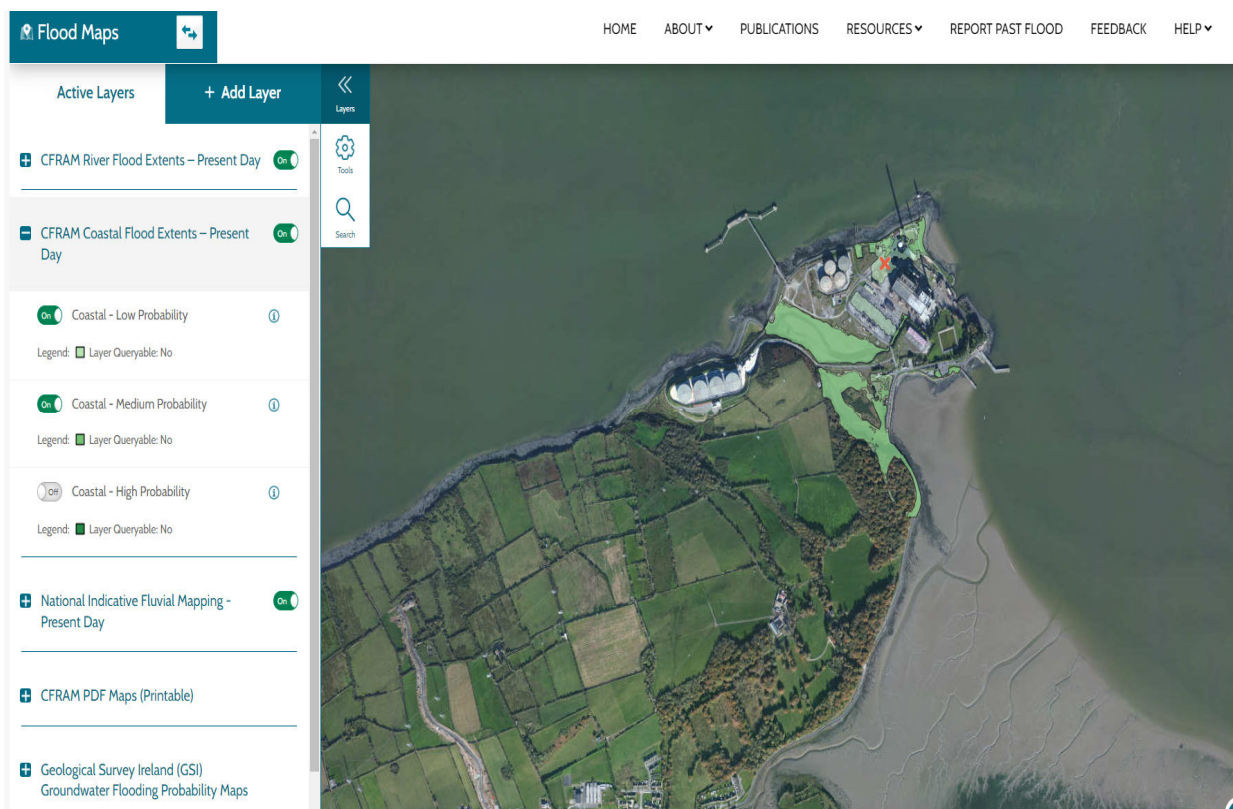 Flood Maps
HOME ABOUT PUBLICATIONS RESOURCES REPORT PAST FLOOD FEEDBACK HELP
Active Layers
+ Add Layer
Layers
Tools
Search
CFRAM River Flood Extents – Present Day On
CFRAM Coastal Flood Extents – Present On
Day
On Coastal - Low Probability
Legend: Layer Queryable: No
On Coastal - Medium Probability
Legend: Layer Queryable: No
Off Coastal - High Probability
Legend: Layer Queryable: No
National Indicative Fluvial Mapping - On
Present Day
CFRAM PDF Maps (Printable)
Geological Survey Ireland (GSI)
Groundwater Flooding Probability Maps